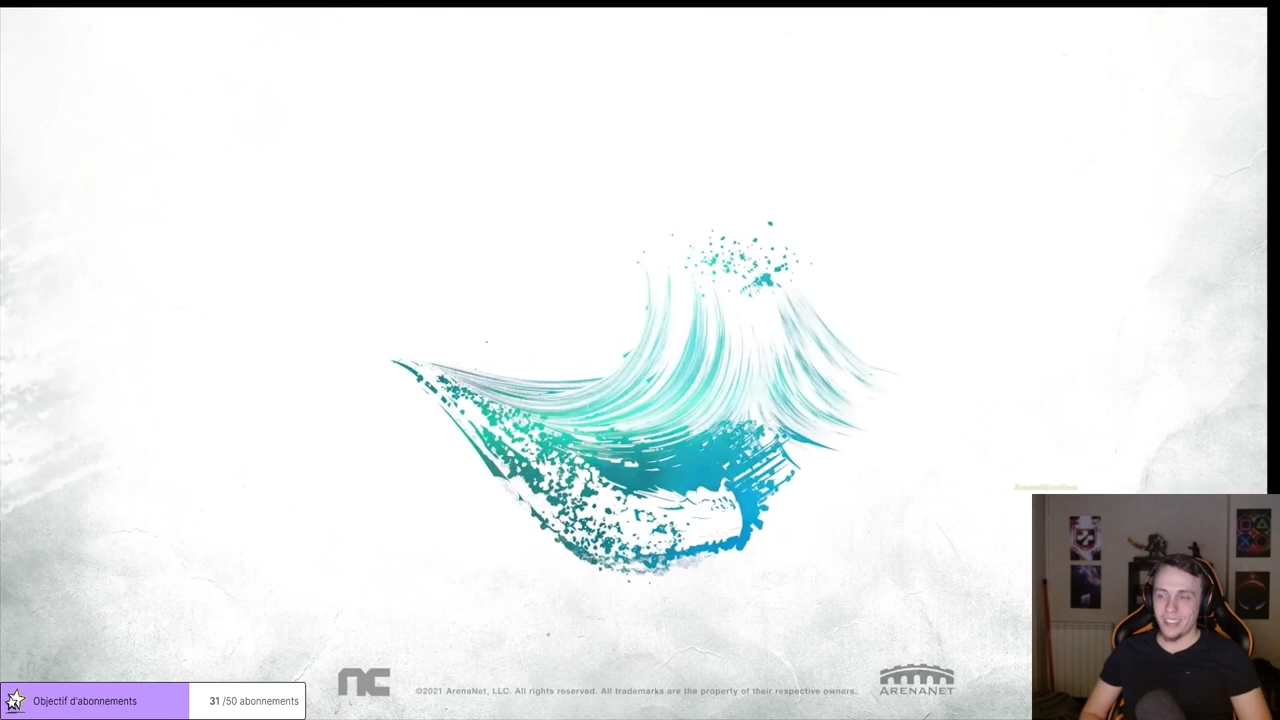 nc
©2021 ArenaNet, LLC. All rights reserved. All trademarks are the property of their respective owners.
ARENANET
Objectif d'abonnements
31 /50 abonnements